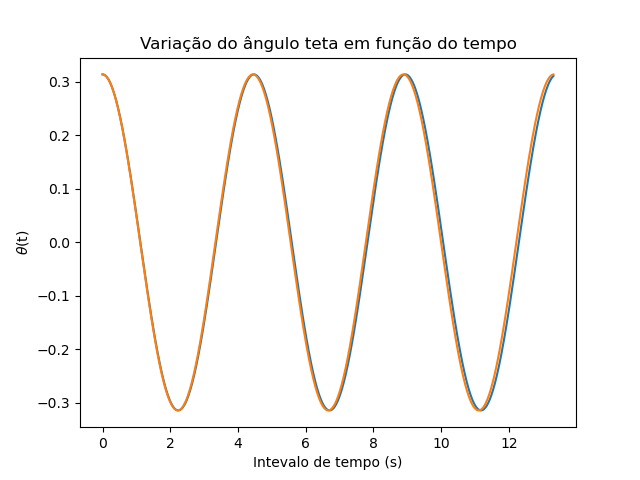 Variação do ângulo teta em função do tempo
0.3
0.2
0.1
0.0
−0.1
−0.2
−0.3
θ(t)
0 2 4 6 8 10 12
Intevalo de tempo (s)